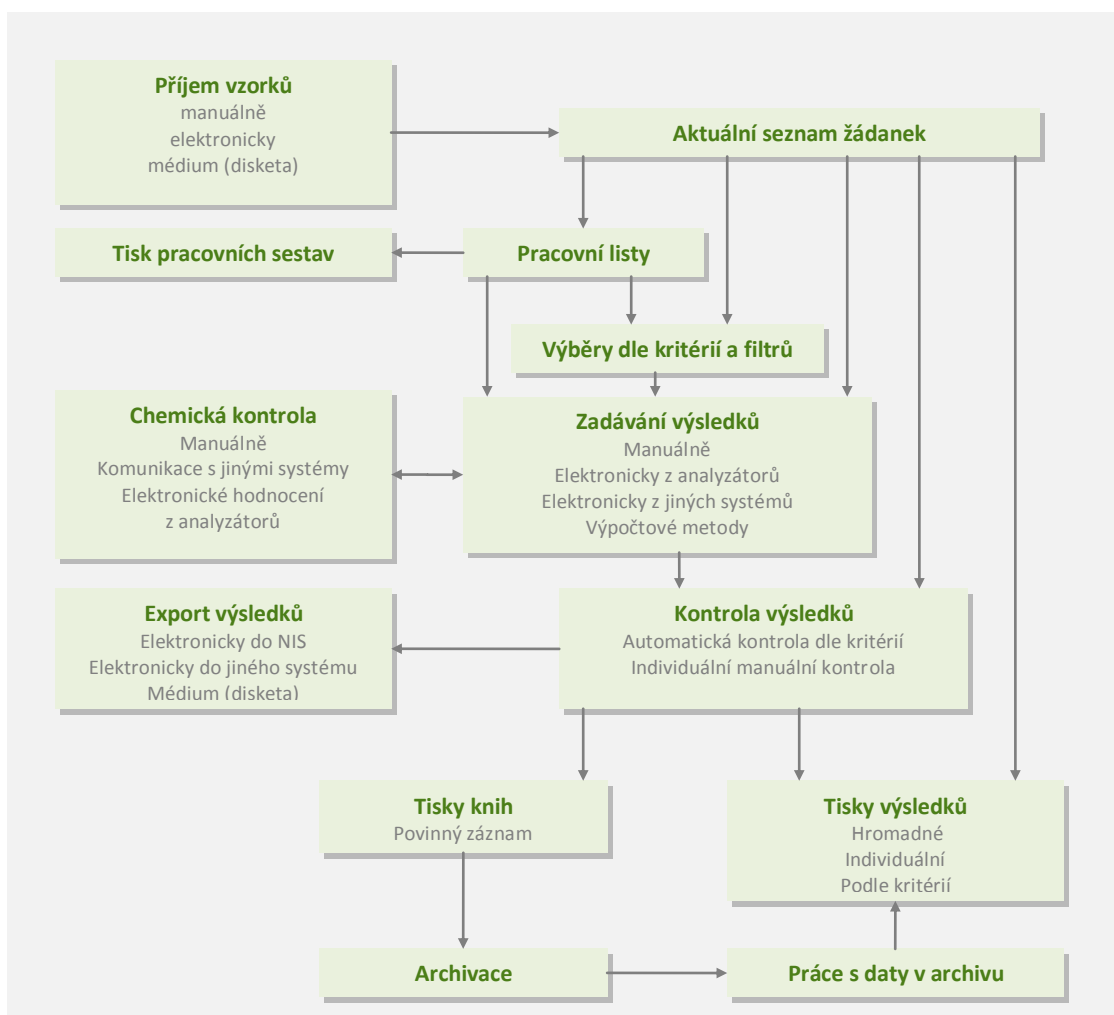 Příjem vzorků
manuálně
elektronicky
médium (disketa)
Aktuální seznam žádanek
Tisk pracovních sestav
Pracovní listy
Výběry dle kritérií a filtrů
Chemická kontrola
Manuálně
Komunikace s jinými systémy
Elektronické hodnocení
z analyzátorů
Zadávání výsledků
Manuálně
Elektronicky z analyzátorů
Elektronicky z jiných systémů
Výpočtové metody
Export výsledků
Elektronicky do NIS
Elektronicky do jiného systému
Médium (disketa)
Kontrola výsledků
Automatická kontrola dle kritérií
Individuální manuální kontrola
Tisky knih
Povinný záznam
Tisky výsledků
Hromadné
Individuální
Podle kritérií
Archivace
Práce s daty v archivu